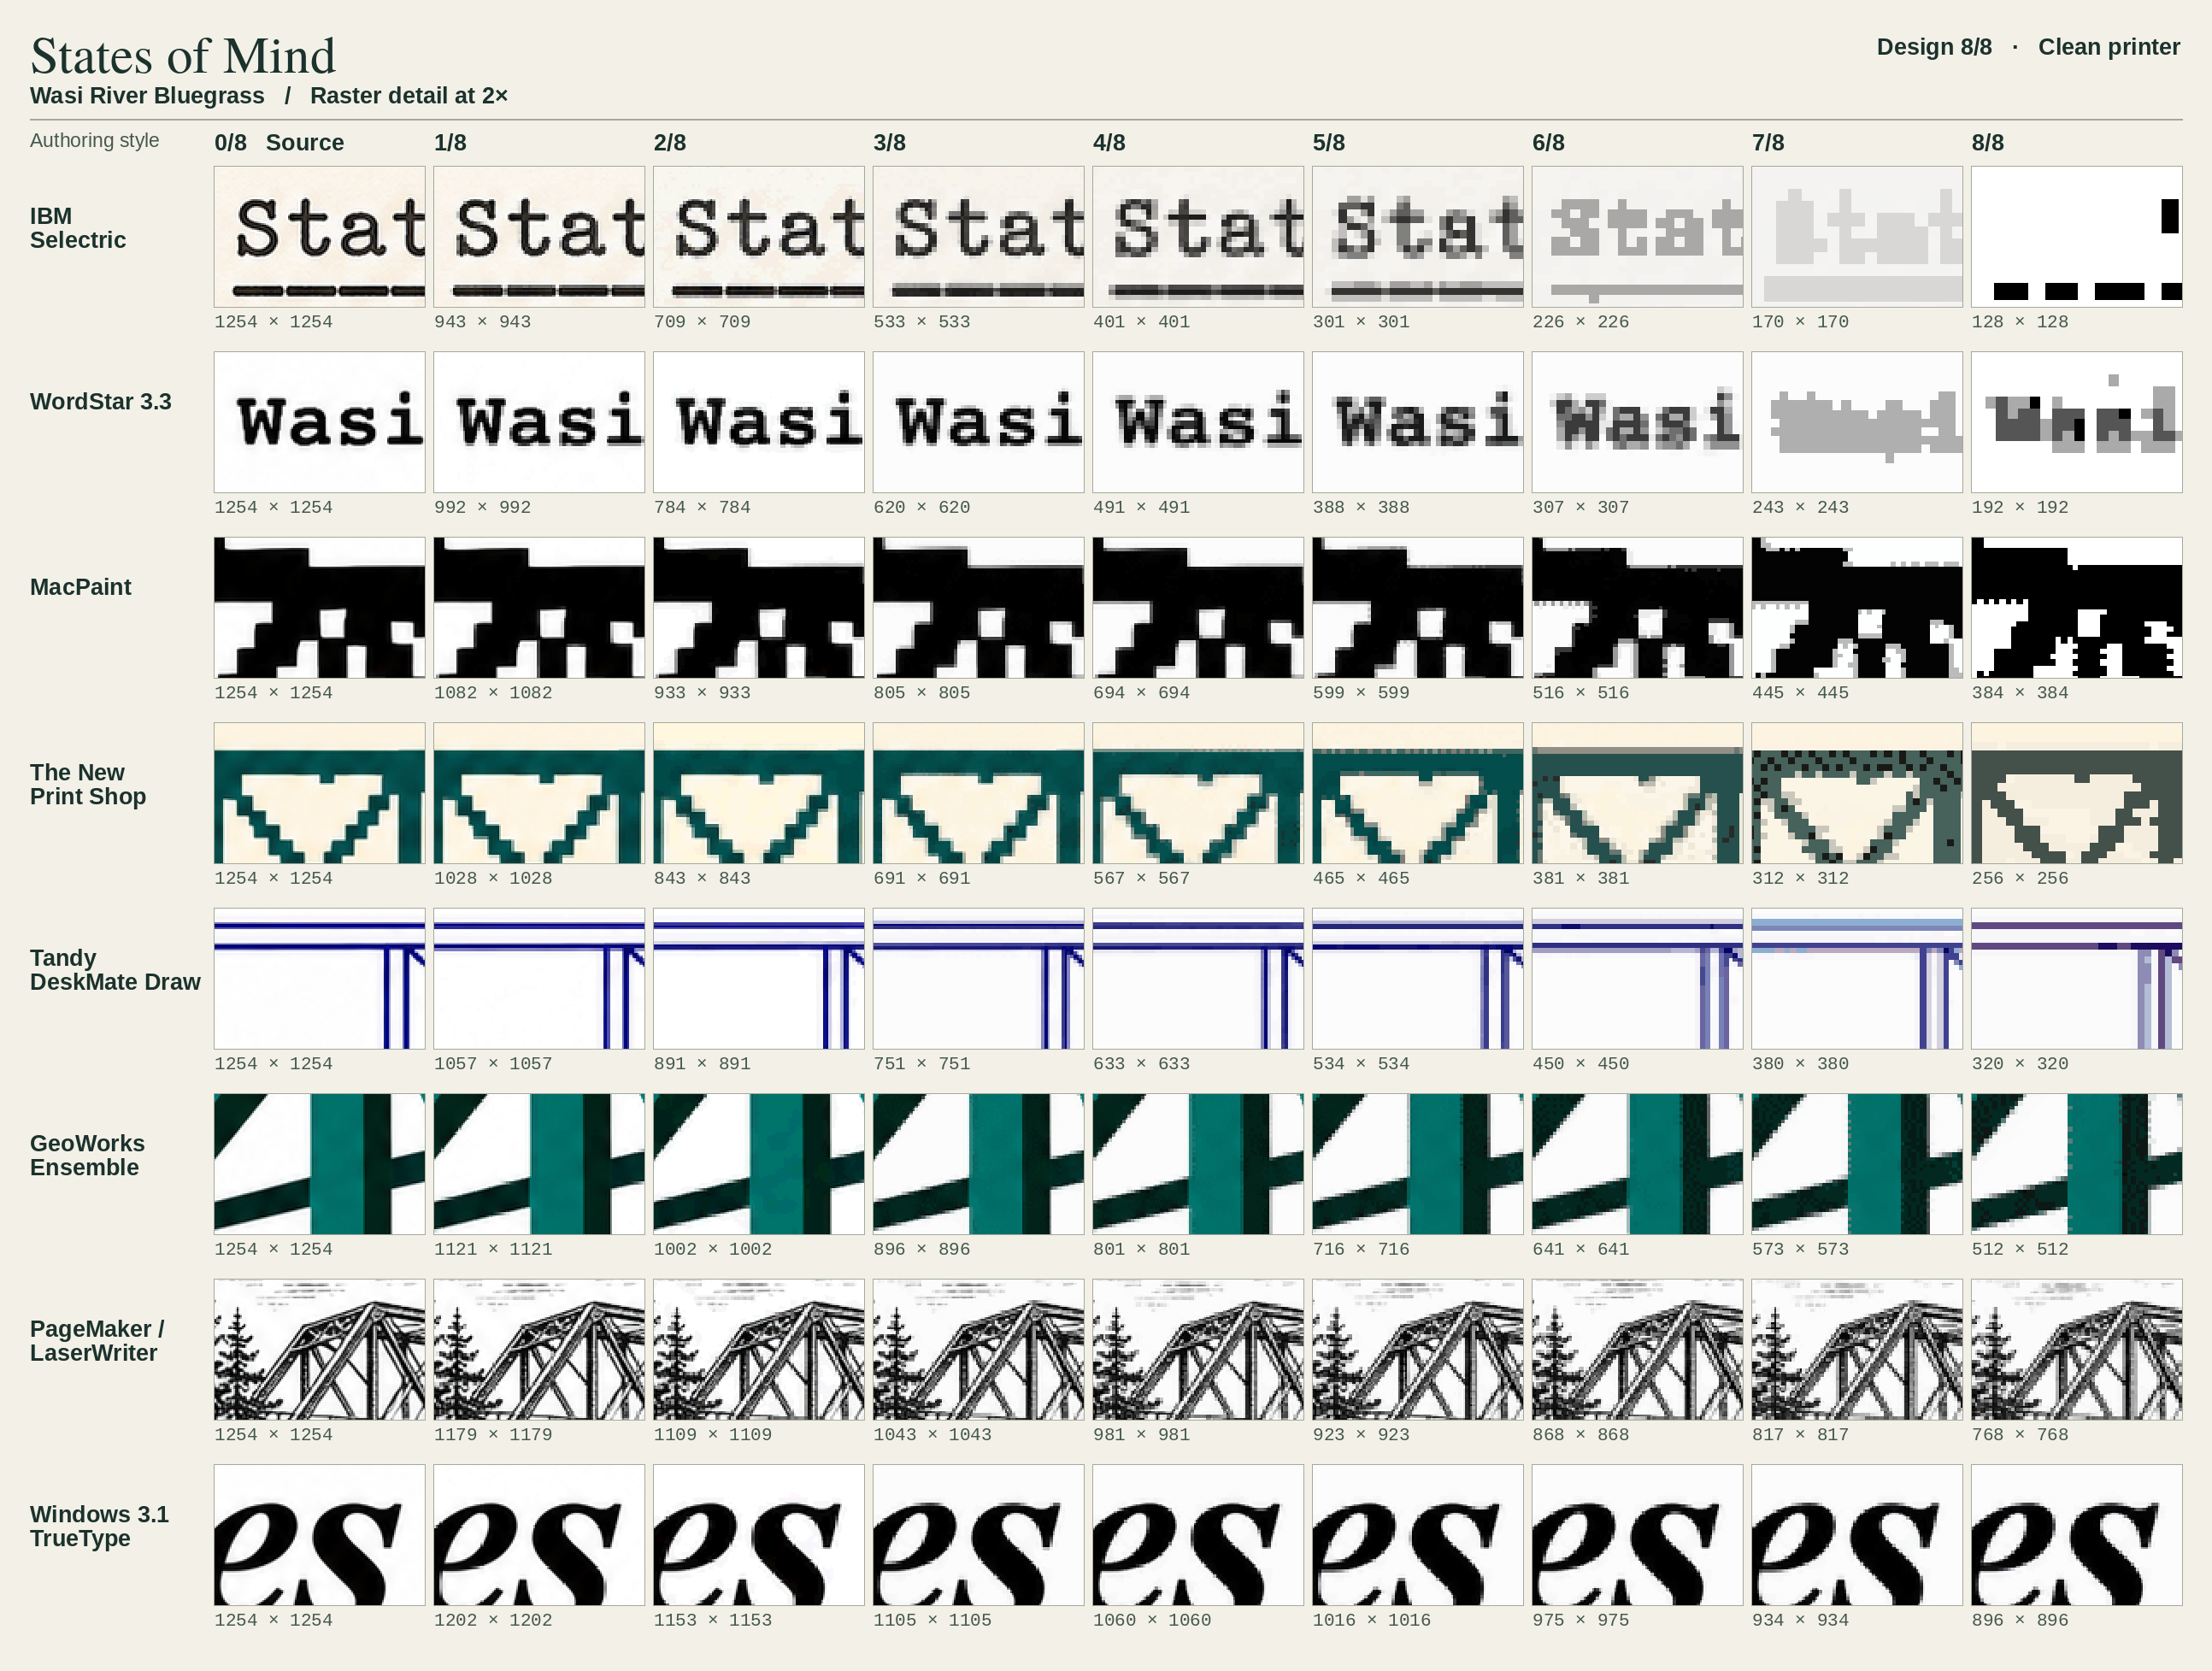 States of Mind
Design 8/8 · Clean printer
Wasi River Bluegrass / Raster detail at 2×
Authoring style 0/8 Source 1/8 2/8 3/8 4/8 5/8 6/8 7/8 8/8
IBM
Selectric
Stat Stat Stat Stat Stat Stat Stat
1254 × 1254 943 × 943 709 × 709 533 × 533 401 × 401 301 × 301 226 × 226 170 × 170 128 × 128
WordStar 3.3
Wasi Wasi Wasi Wasi Wasi Wasi Wasi
1254 × 1254 992 × 992 784 × 784 620 × 620 491 × 491 388 × 388 307 × 307 243 × 243 192 × 192
MacPaint
1254 × 1254 1082 × 1082 933 × 933 805 × 805 694 × 694 599 × 599 516 × 516 445 × 445 384 × 384
The New
Print Shop
1254 × 1254 1028 × 1028 843 × 843 691 × 691 567 × 567 465 × 465 381 × 381 312 × 312 256 × 256
Tandy
DeskMate Draw
1254 × 1254 1057 × 1057 891 × 891 751 × 751 633 × 633 534 × 534 450 × 450 380 × 380 320 × 320
GeoWorks
Ensemble
1254 × 1254 1121 × 1121 1002 × 1002 896 × 896 801 × 801 716 × 716 641 × 641 573 × 573 512 × 512
PageMaker /
LaserWriter
1254 × 1254 1179 × 1179 1109 × 1109 1043 × 1043 981 × 981 923 × 923 868 × 868 817 × 817 768 × 768
Windows 3.1
TrueType
es es es es es es es es es
1254 × 1254 1202 × 1202 1153 × 1153 1105 × 1105 1060 × 1060 1016 × 1016 975 × 975 934 × 934 896 × 896